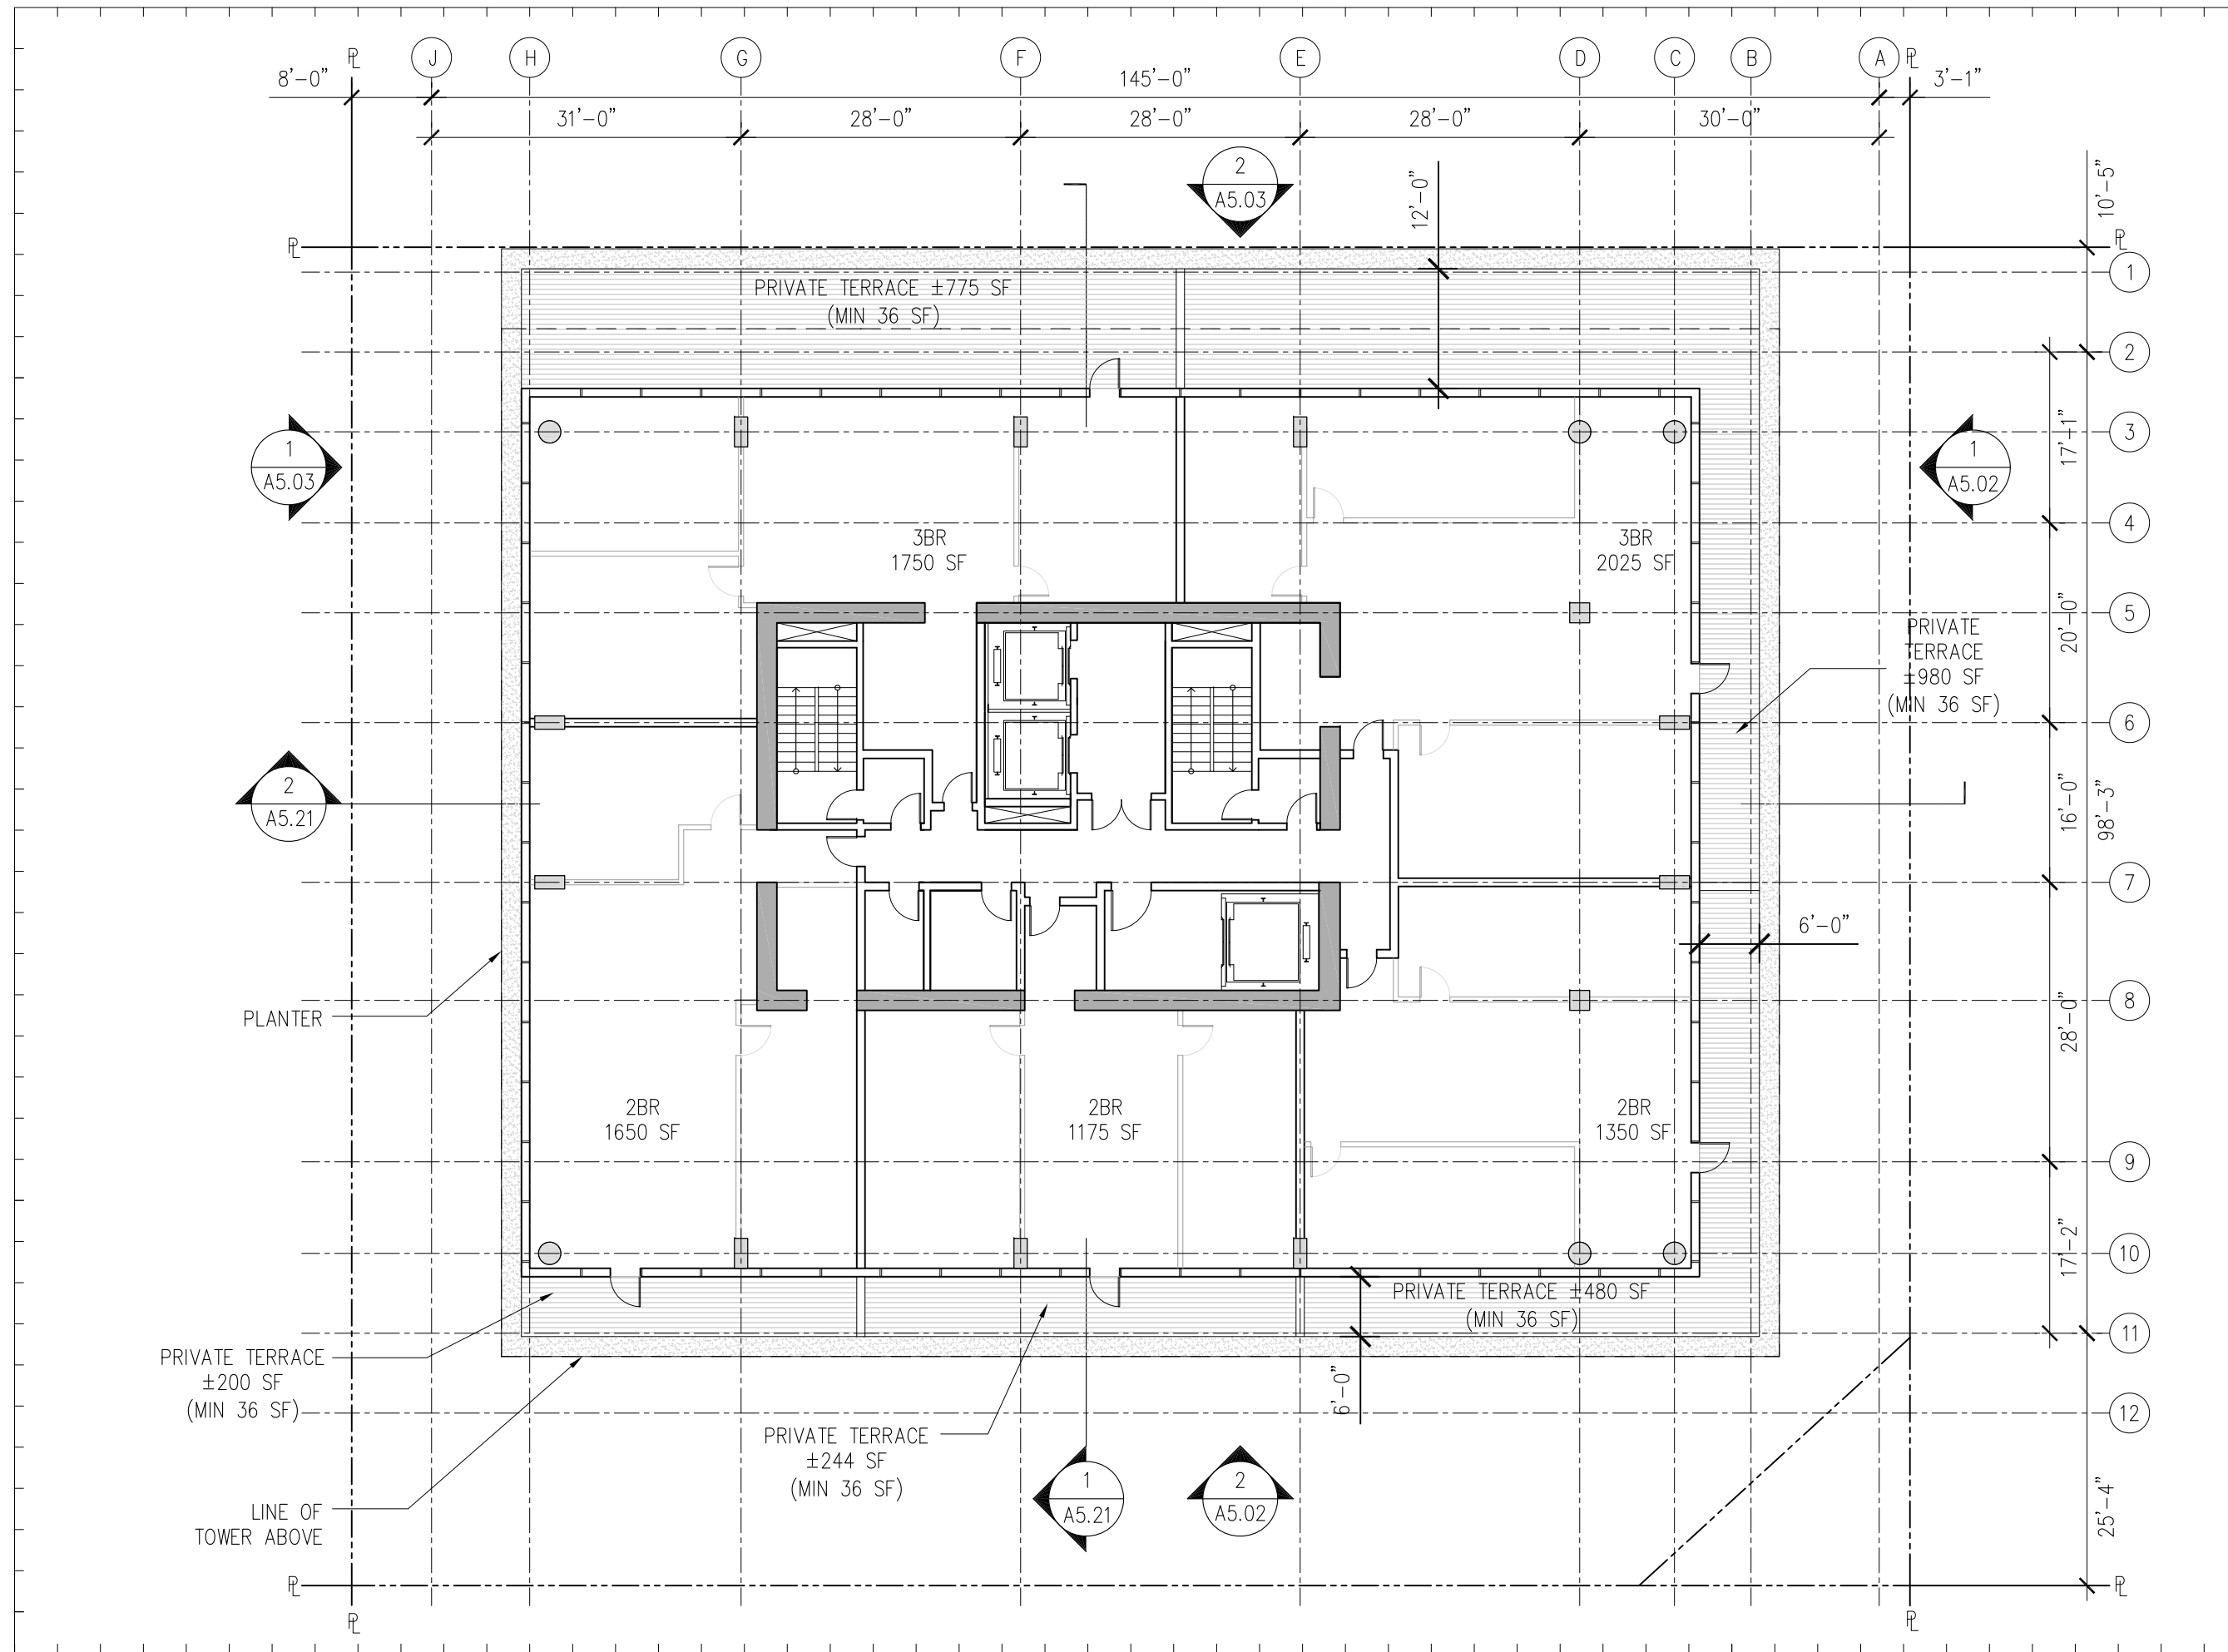 J H G F E D C B A
8'-0" 145'-0" 3'-1"
31'-0" 28'-0" 28'-0" 28'-0" 30'-0"
2
A5.03
12'-0"
10'-5"
PL
PL
PL
PL
1
2
3
4
5
6
7
8
9
10
11
12
PRIVATE TERRACE ±775 SF
(MIN 36 SF)
1
A5.03
1
A5.02
17'-1"
3BR
1750 SF
3BR
2025 SF
20'-0"
PRIVATE
TERRACE
±980 SF
(MIN 36 SF)
2
A5.21
16'-0"
98'-3"
6'-0"
PLANTER
28'-0"
2BR
1650 SF
2BR
1175 SF
2BR
1350 SF
17'-2"
PRIVATE TERRACE ±480 SF
(MIN 36 SF)
PRIVATE TERRACE
±200 SF
(MIN 36 SF)
6'-0"
PRIVATE TERRACE
±244 SF
(MIN 36 SF)
1
A5.21
2
A5.02
LINE OF
TOWER ABOVE
25'-4"
PL
PL
PL
PL